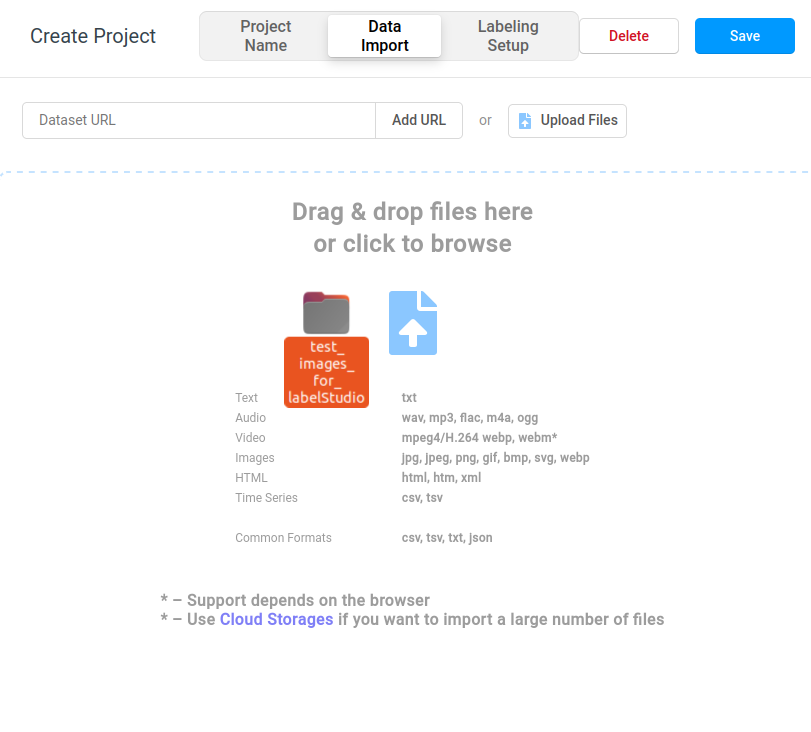 Create Project
Project Name
Data Import
Labeling Setup
Delete
Save
Dataset URL
Add URL
or
Upload Files
Drag & drop files here
or click to browse
test_
images_
for_
labelStudio
Text txt
Audio wav, mp3, flac, m4a, ogg
Video mpeg4/H.264 webp, webm*
Images jpg, jpeg, png, gif, bmp, svg, webp
HTML html, htm, xml
Time Series csv, tsv
Common Formats csv, tsv, txt, json
* – Support depends on the browser
* – Use Cloud Storages if you want to import a large number of files